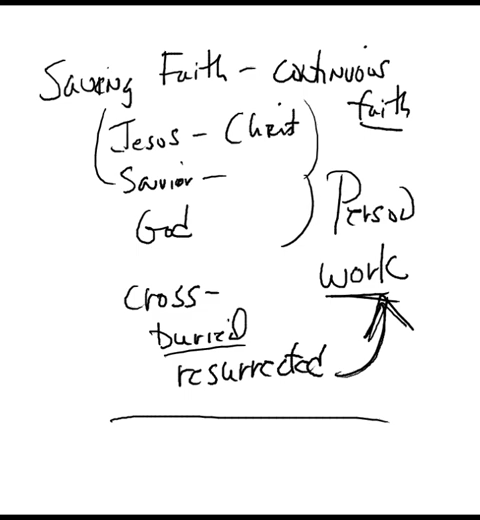 Saving Faith - continuous
faith
Jesus - Christ
Savior -
God
Person
work
cross -
buried
resurrected